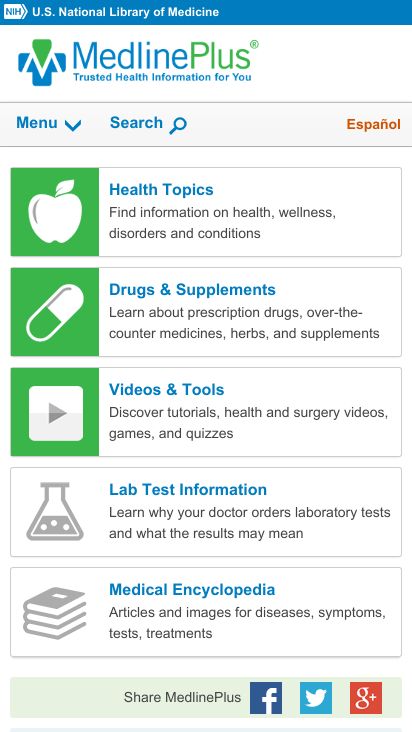 NIH U.S. National Library of Medicine
MedlinePlus®
Trusted Health Information for You
Menu Search Español
Health Topics
Find information on health, wellness,
disorders and conditions
Drugs & Supplements
Learn about prescription drugs, over-the-
counter medicines, herbs, and supplements
Videos & Tools
Discover tutorials, health and surgery videos,
games, and quizzes
Lab Test Information
Learn why your doctor orders laboratory tests
and what the results may mean
Medical Encyclopedia
Articles and images for diseases, symptoms,
tests, treatments
Share MedlinePlus f g+